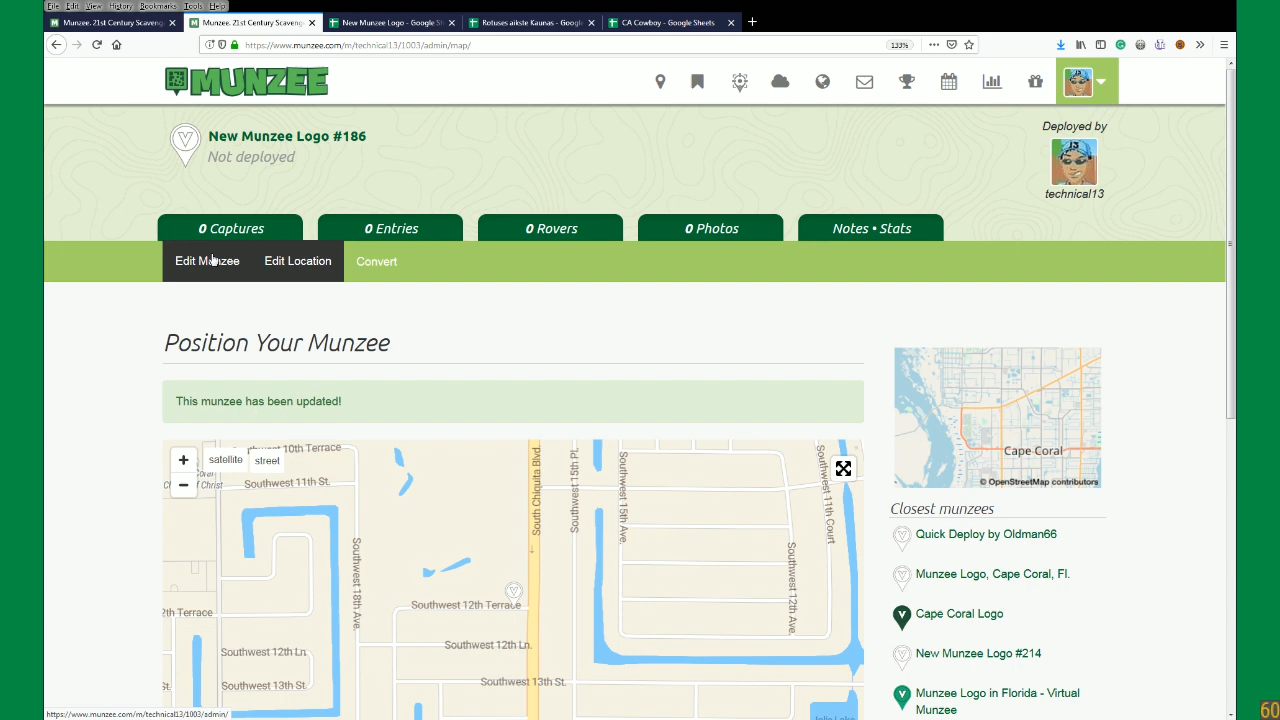 File Edit View History Bookmarks Tools Help
Munzee. 21st Century Scaveng
Munzee. 21st Century Scaveng
New Munzee Logo - Google Sh
Rotuses aikste Kaunas - Google
CA Cowboy - Google Sheets
https://www.munzee.com/m/technical13/1003/admin/map/
133%
MUNZEE
New Munzee Logo #186
Not deployed
Deployed by
technical13
0 Captures
0 Entries
0 Rovers
0 Photos
Notes • Stats
Edit Munzee
Edit Location
Convert
Position Your Munzee
This munzee has been updated!
satellite
street
Southwest 11th St.
Southwest 18th Ave.
South Chiquita Blvd.
Southwest 15th Pl.
Southwest 15th Ave.
Southwest 12th Ave.
Southwest 11th Court
Southwest 12th Terrace
2th Terrace
Southwest 12th Ln.
Southwest 12th Ln
Southwest 13th St.
Southwest 13th St.
St.
Cape Coral
© OpenStreetMap contributors
Closest munzees
Quick Deploy by Oldman66
Munzee Logo, Cape Coral, Fl.
Cape Coral Logo
New Munzee Logo #214
Munzee Logo in Florida - Virtual
Munzee
https://www.munzee.com/m/technical13/1003/admin/
60